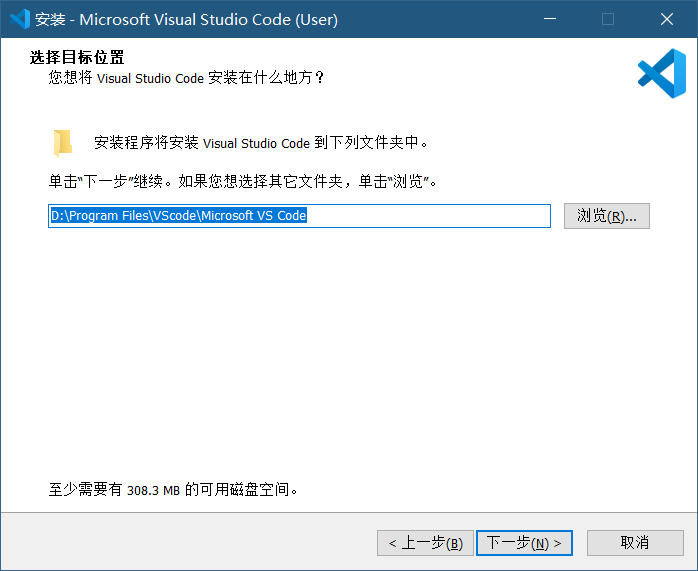 安装 - Microsoft Visual Studio Code (User)
选择目标位置
您想将 Visual Studio Code 安装在什么地方？
安装程序将安装 Visual Studio Code 到下列文件夹中。
单击“下一步”继续。如果您想选择其它文件夹，单击“浏览”。
D:\Program Files\VScode\Microsoft VS Code
浏览(R)...
至少需要有 308.3 MB 的可用磁盘空间。
< 上一步(B)
下一步(N) >
取消